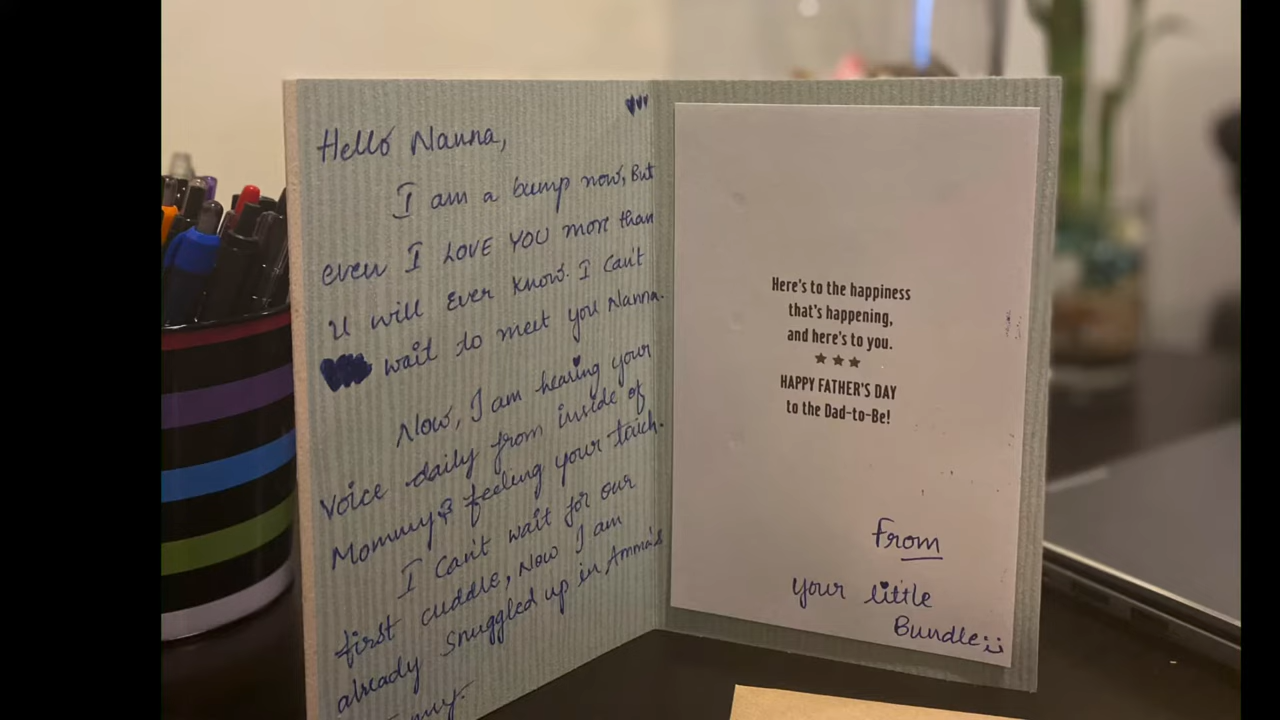 Hello Nanna,
I am a bump now, But
even I LOVE YOU more than
u will Ever know. I Can't
wait to meet you Nanna.
Now, I am hearing your
Voice daily from inside of
Mommy & feeling your touch.
I Can't wait for our
first cuddle, Now I am
already snuggled up in Amma's
Here's to the happiness
that's happening,
and here's to you.
★★★
HAPPY FATHER'S DAY
to the Dad-to-Be!
From
your little
Bundle